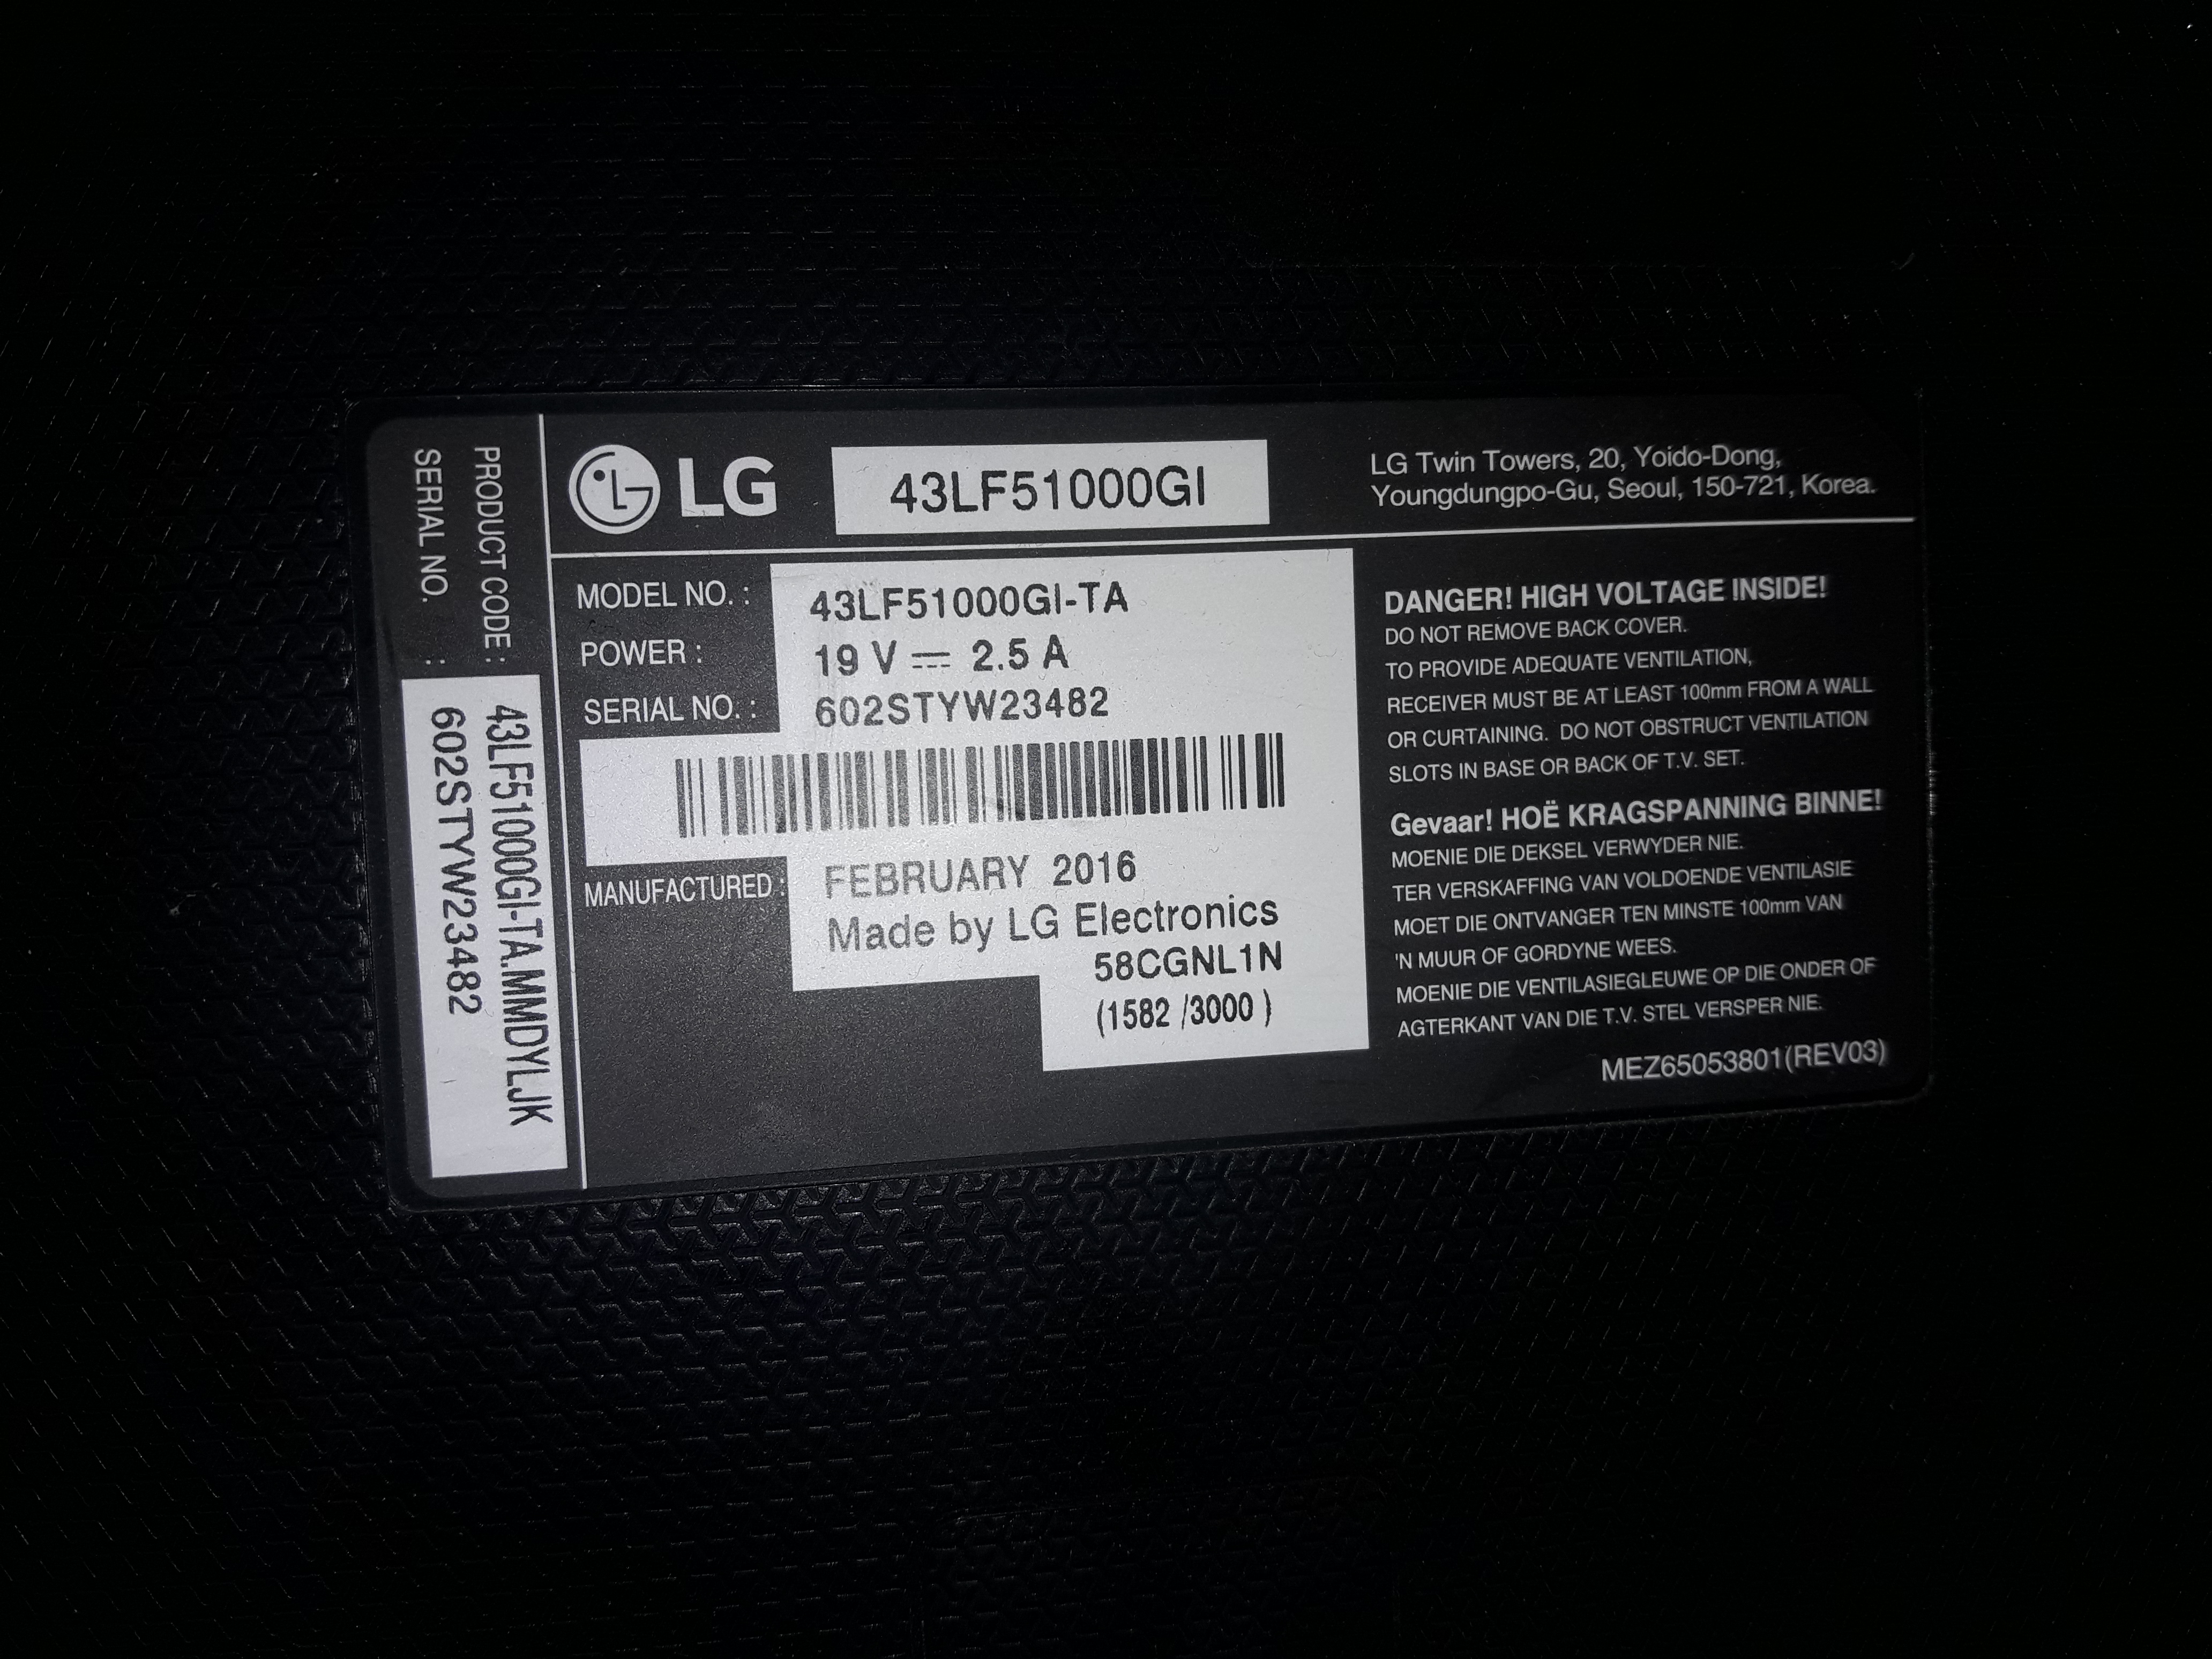 LG
43LF51000GI
LG Twin Towers, 20, Yoido-Dong,
Youngdungpo-Gu, Seoul, 150-721, Korea.
MODEL NO. : 43LF51000GI-TA
POWER : 19 V ⎓ 2.5 A
SERIAL NO. : 602STYW23482
MANUFACTURED : FEBRUARY 2016
Made by LG Electronics
58CGNL1N
(1582 /3000 )
DANGER! HIGH VOLTAGE INSIDE!
DO NOT REMOVE BACK COVER.
TO PROVIDE ADEQUATE VENTILATION,
RECEIVER MUST BE AT LEAST 100mm FROM A WALL
OR CURTAINING. DO NOT OBSTRUCT VENTILATION
SLOTS IN BASE OR BACK OF T.V. SET.
Gevaar! HOË KRAGSPANNING BINNE!
MOENIE DIE DEKSEL VERWYDER NIE.
TER VERSKAFFING VAN VOLDOENDE VENTILASIE
MOET DIE ONTVANGER TEN MINSTE 100mm VAN
'N MUUR OF GORDYNE WEES.
MOENIE DIE VENTILASIEGLEUWE OP DIE ONDER OF
AGTERKANT VAN DIE T.V. STEL VERSPER NIE.
MEZ65053801(REV03)
PRODUCT CODE : 43LF51000GI-TA.MMDYLJK
SERIAL NO. : 602STYW23482